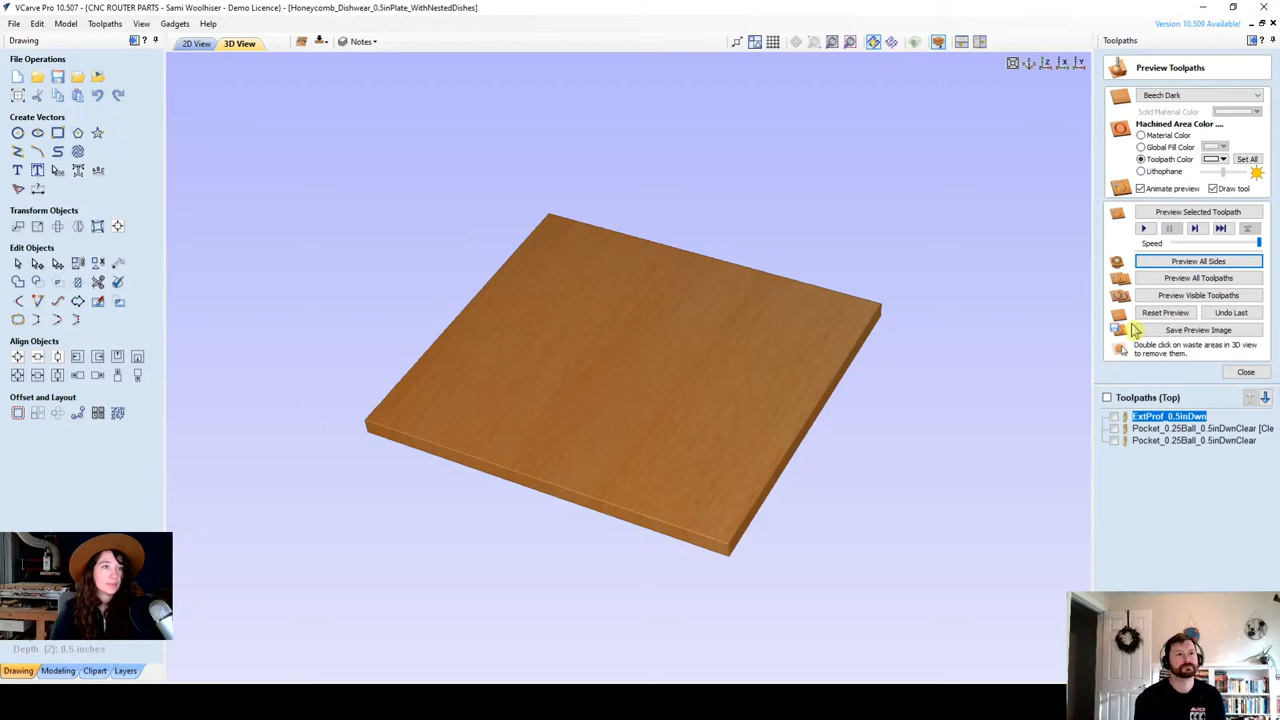 VCarve Pro 10.507 - {CNC ROUTER PARTS - Sami Woolhiser - Demo Licence} - [Honeycomb_Dishwear_0.5inPlate_WithNestedDishes]
File Edit Model Toolpaths View Gadgets Help
Version 10.509 Available!
Drawing
2D View 3D View
Notes
Toolpaths
File Operations
Create Vectors
Transform Objects
Edit Objects
Align Objects
Offset and Layout
Depth (Z): 0.5 inches
Drawing Modeling Clipart Layers
Preview Toolpaths
Beech Dark
Solid Material Color
Machined Area Color ....
Material Color
Global Fill Color
Toolpath Color Set All
Lithophane
Animate preview Draw tool
Preview Selected Toolpath
Speed
Preview All Sides
Preview All Toolpaths
Preview Visible Toolpaths
Reset Preview Undo Last
Save Preview Image
Double click on waste areas in 3D view
to remove them.
Close
Toolpaths (Top)
ExtProf_0.5inDwn
Pocket_0.25Ball_0.5inDwnClear [Cle
Pocket_0.25Ball_0.5inDwnClear